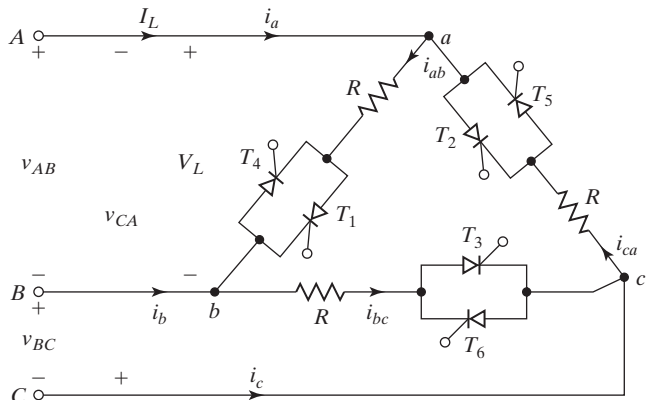 A I_L i_a a
+ − +
i_ab
R
T_5
T_4 T_2
v_AB V_L
v_CA T_1 R
T_3 i_ca
− −
B c
+ i_b b R i_bc
v_BC T_6
− + i_c
C